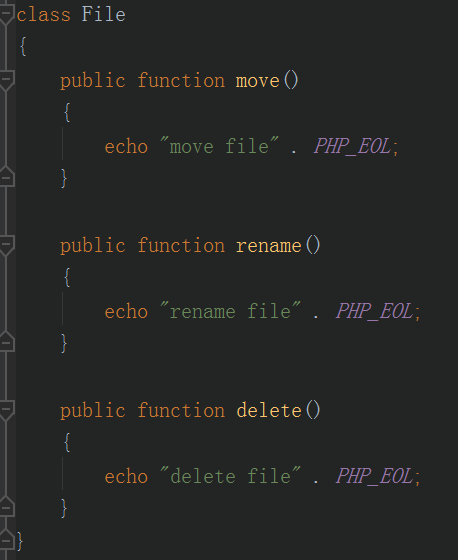 class File
{
    public function move()
    {
        echo "move file" . PHP_EOL;
    }

    public function rename()
    {
        echo "rename file" . PHP_EOL;
    }

    public function delete()
    {
        echo "delete file" . PHP_EOL;
    }
}